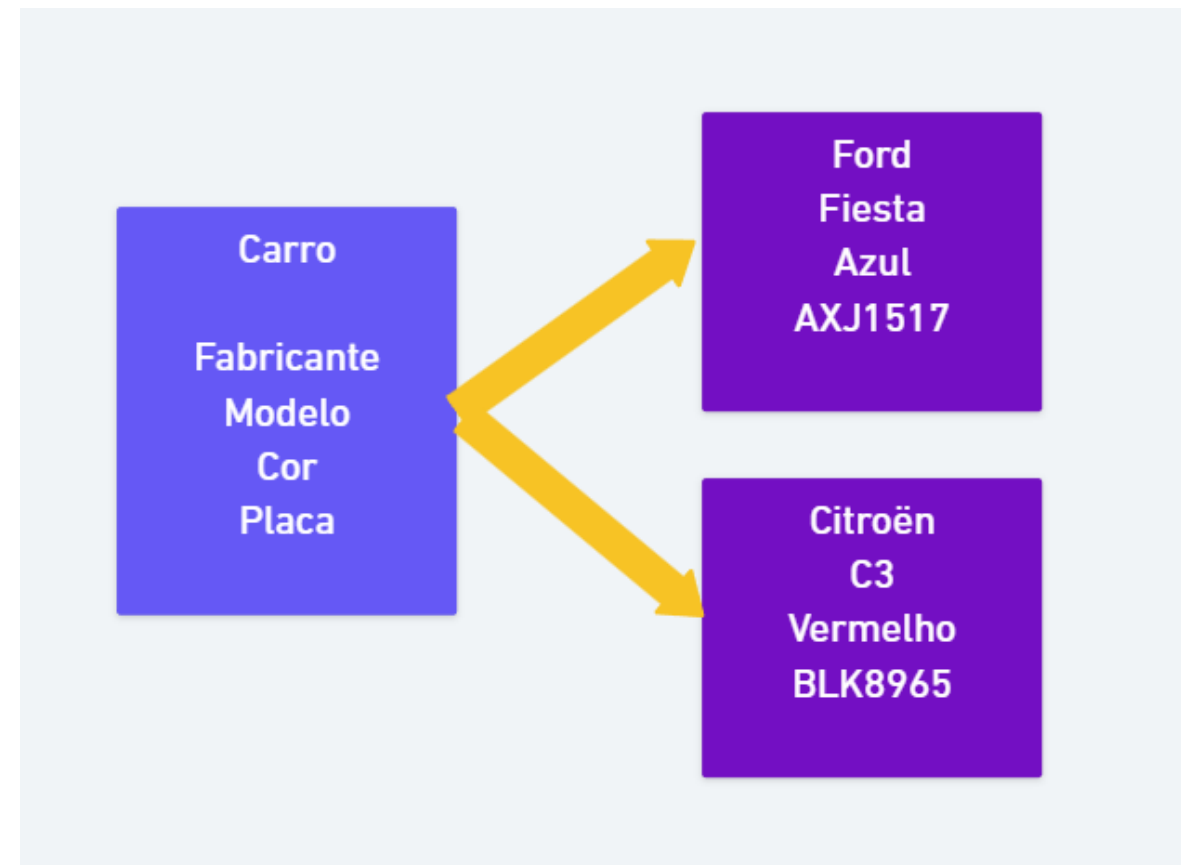 Carro
Fabricante
Modelo
Cor
Placa
Ford
Fiesta
Azul
AXJ1517
Citroën
C3
Vermelho
BLK8965